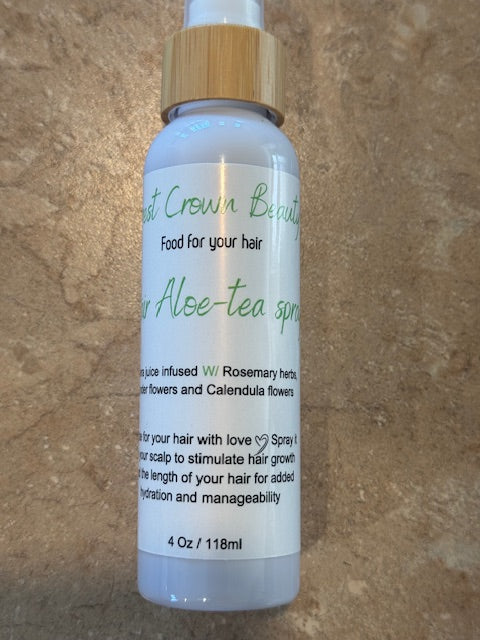 Crown Beauty
Food for your hair
Aloe-tea
juice infused W/ Rosemary herbs,
flowers and Calendula flowers
for your hair with love Spray it
scalp to stimulate hair growth
the length of your hair for added
hydration and manageability
4 Oz / 118ml